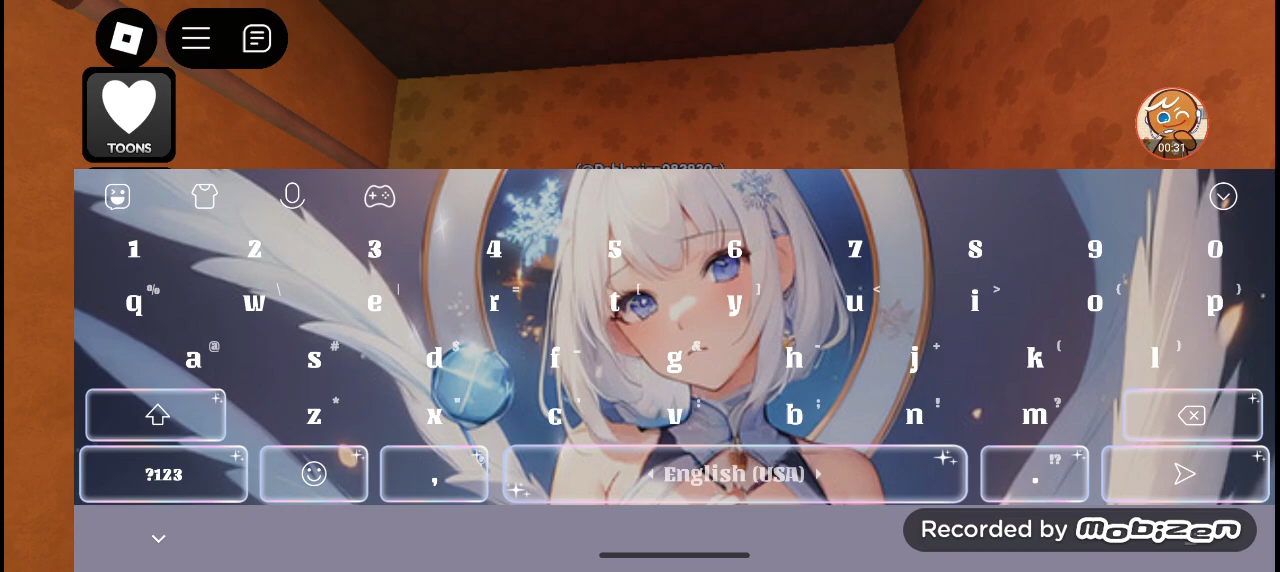 TOONS
00:31
1 2 3 4 5 6 7 8 9 0
q % w \ e | r = t [ y ] u < i > o { p }
a @ s # d $ f _ g & h - j + k ( l )
z * x " c ' v : b ; n ! m ?
?123 , English (USA) . !?
Recorded by mobizen